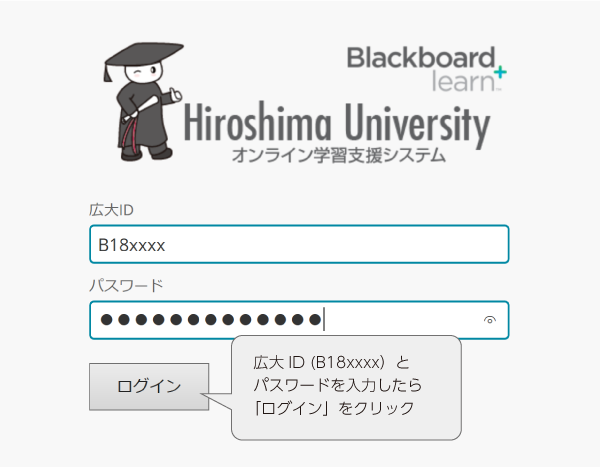 Blackboard
learn™
Hiroshima University
オンライン学習支援システム
広大ID
B18xxxx
パスワード
●●●●●●●●●●●●●
ログイン
広大 ID (B18xxxx) と
パスワードを入力したら
「ログイン」をクリック